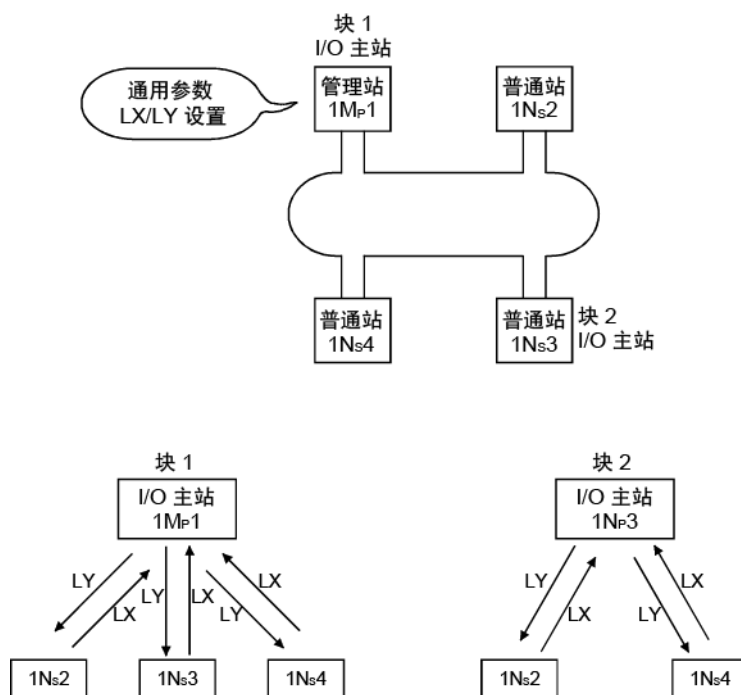 块 1
I/O 主站
通用参数
LX/LY 设置
管理站
1MP1
普通站
1NS2
普通站
1NS4
普通站
1NS3
块 2
I/O 主站
块 1
I/O 主站
1MP1
LY
LX
LY
LX
LY
LX
1NS2
1NS3
1NS4
块 2
I/O 主站
1NP3
LY
LX
LY
LX
1NS2
1NS4